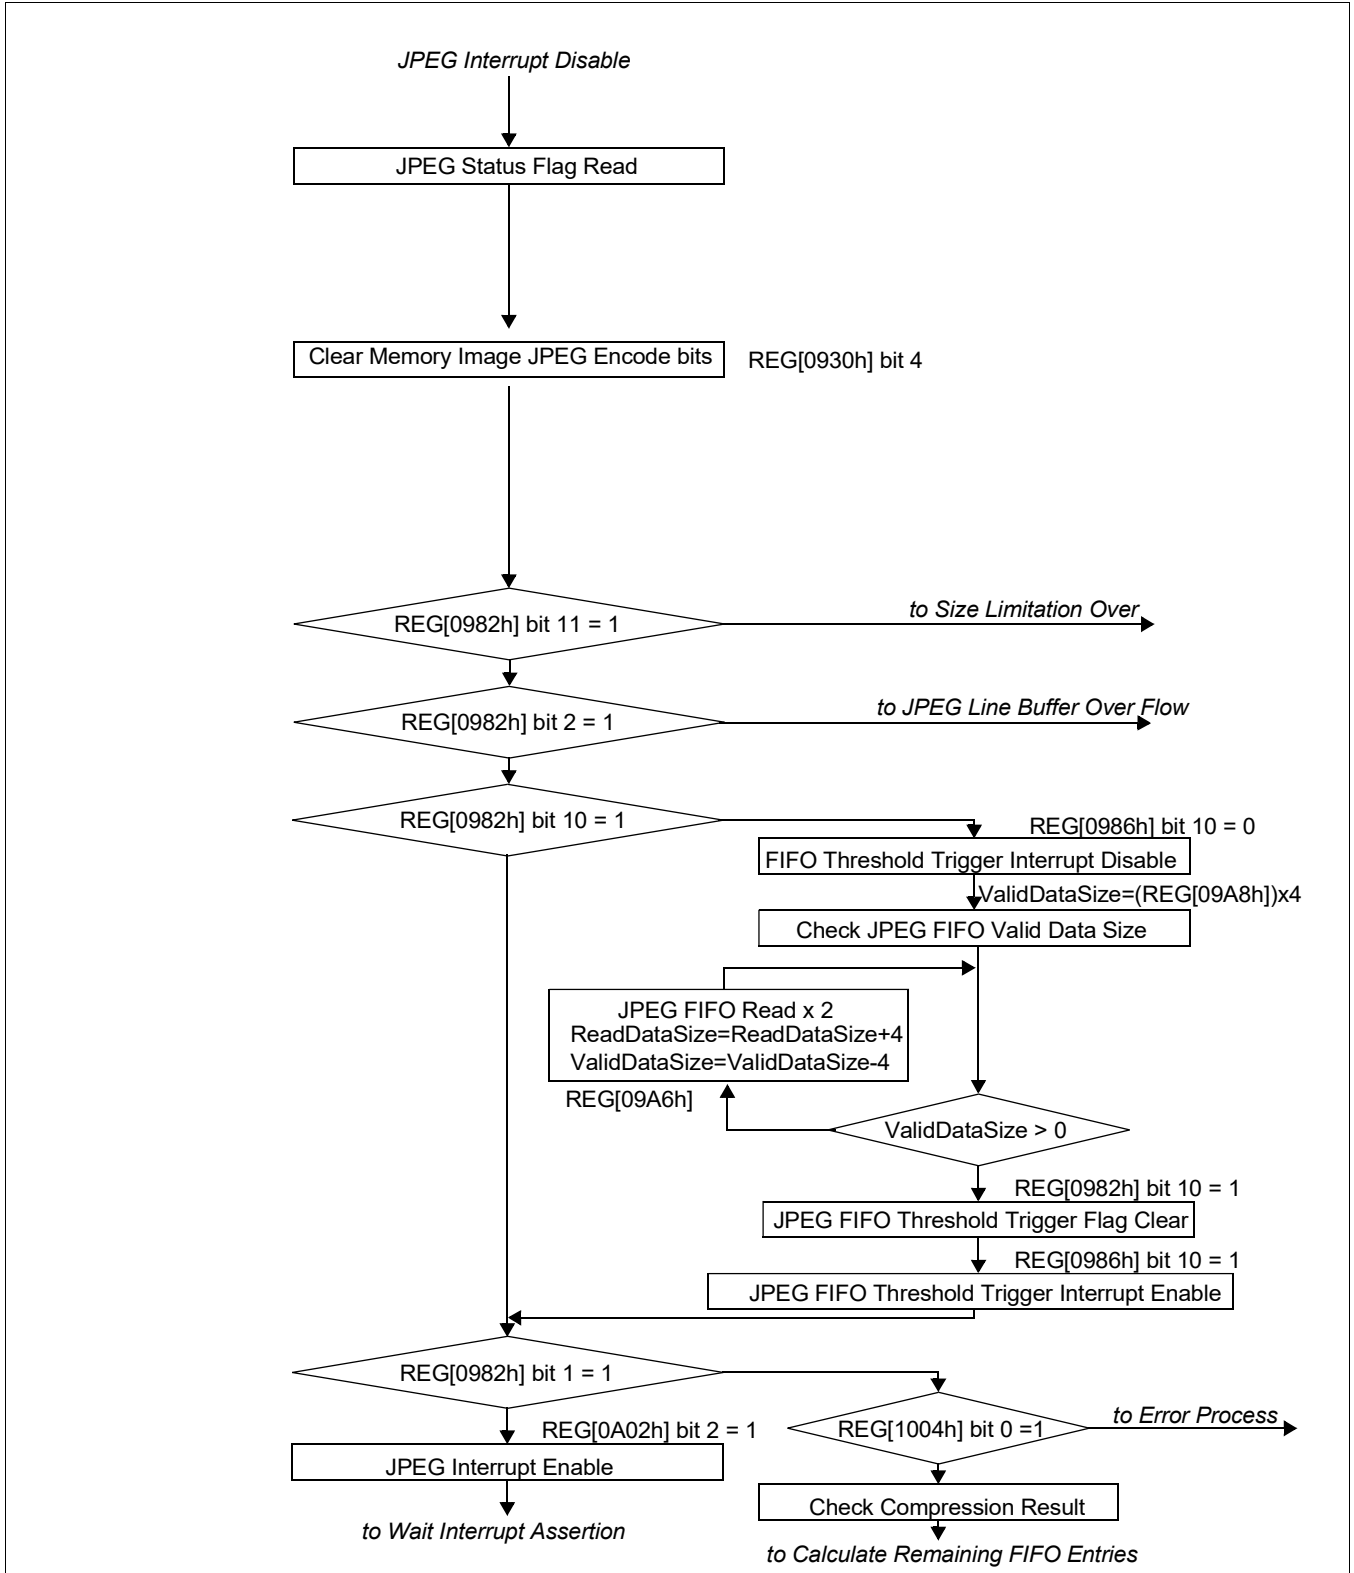 JPEG Interrupt Disable
JPEG Status Flag Read
Clear Memory Image JPEG Encode bits
REG[0930h] bit 4
REG[0982h] bit 11 = 1
to Size Limitation Over
REG[0982h] bit 2 = 1
to JPEG Line Buffer Over Flow
REG[0982h] bit 10 = 1
REG[0986h] bit 10 = 0
FIFO Threshold Trigger Interrupt Disable
ValidDataSize=(REG[09A8h])x4
Check JPEG FIFO Valid Data Size
JPEG FIFO Read x 2
ReadDataSize=ReadDataSize+4
ValidDataSize=ValidDataSize-4
REG[09A6h]
ValidDataSize > 0
REG[0982h] bit 10 = 1
JPEG FIFO Threshold Trigger Flag Clear
REG[0986h] bit 10 = 1
JPEG FIFO Threshold Trigger Interrupt Enable
REG[0982h] bit 1 = 1
REG[0A02h] bit 2 = 1
JPEG Interrupt Enable
to Wait Interrupt Assertion
REG[1004h] bit 0 =1
to Error Process
Check Compression Result
to Calculate Remaining FIFO Entries